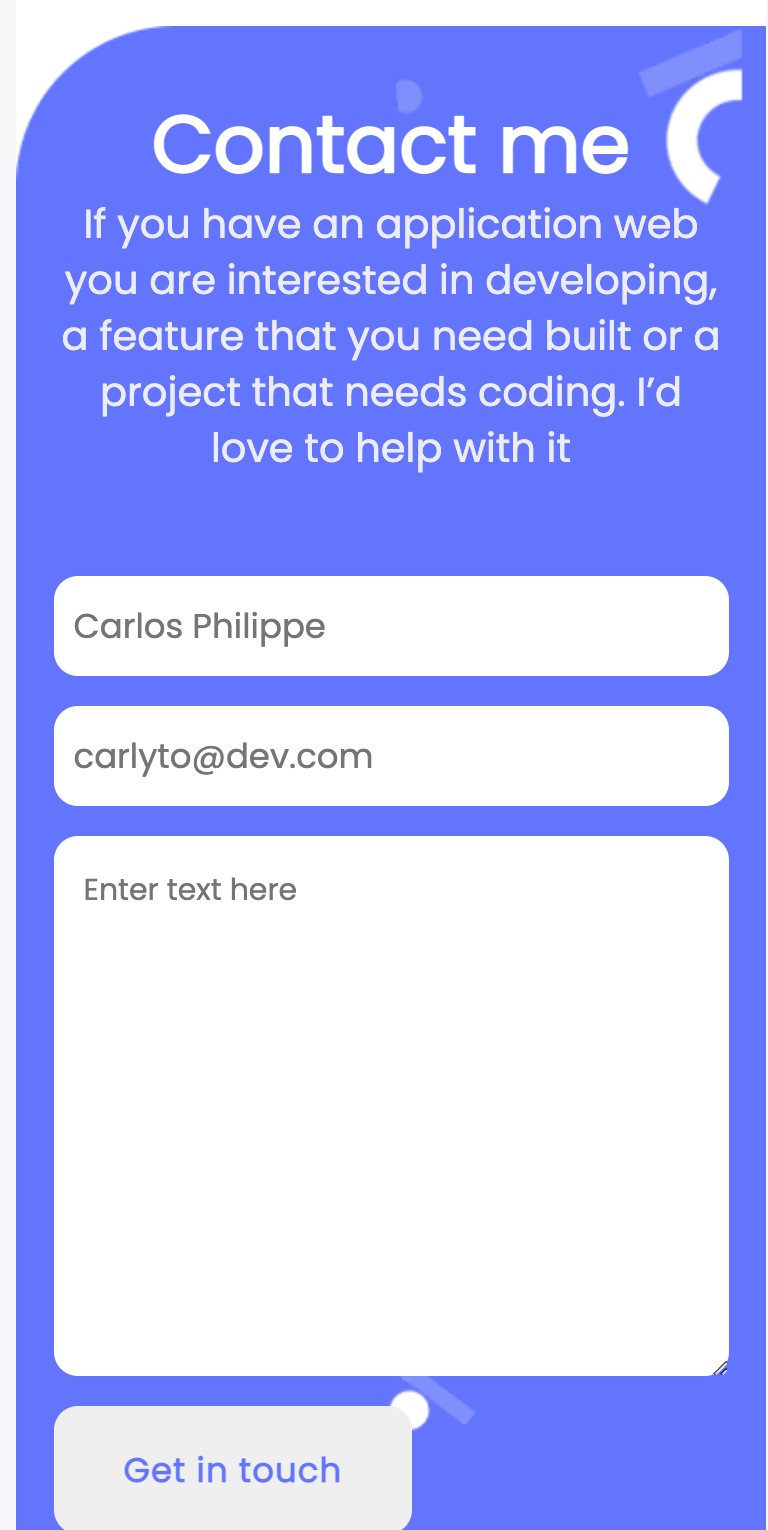 Contact me
If you have an application web
you are interested in developing,
a feature that you need built or a
project that needs coding. I’d
love to help with it
Carlos Philippe
carlyto@dev.com
Enter text here
Get in touch